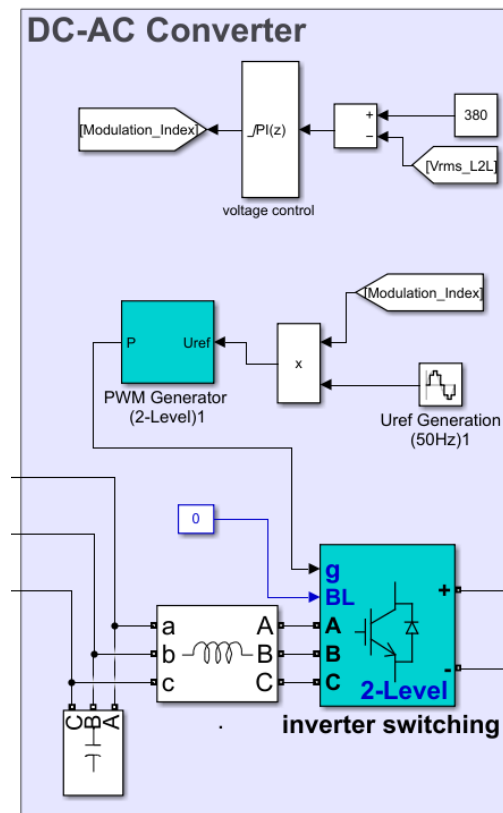 DC-AC Converter
[Modulation_Index]
PI(z)
+
−
380
[Vrms_L2L]
voltage control
[Modulation_Index]
P
Uref
x
PWM Generator
(2-Level)1
Uref Generation
(50Hz)1
0
g
BL
+
a
A
A
b
B
B
c
C
C
-
2-Level
inverter switching
C
B
A